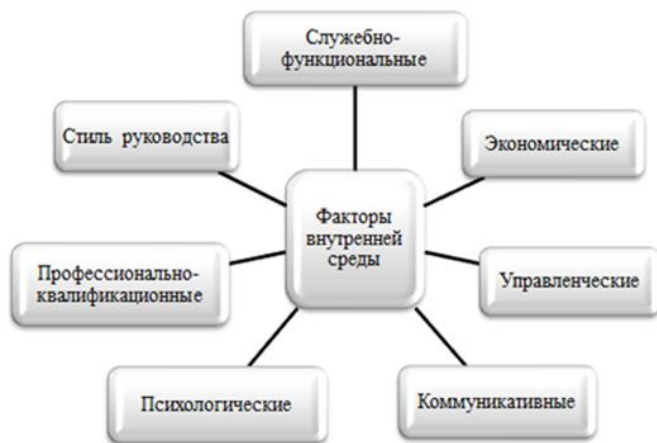 Служебно-
функциональные
Стиль руководства
Экономические
Факторы
внутренней
среды
Профессионально-
квалификационные
Управленческие
Психологические
Коммуникативные